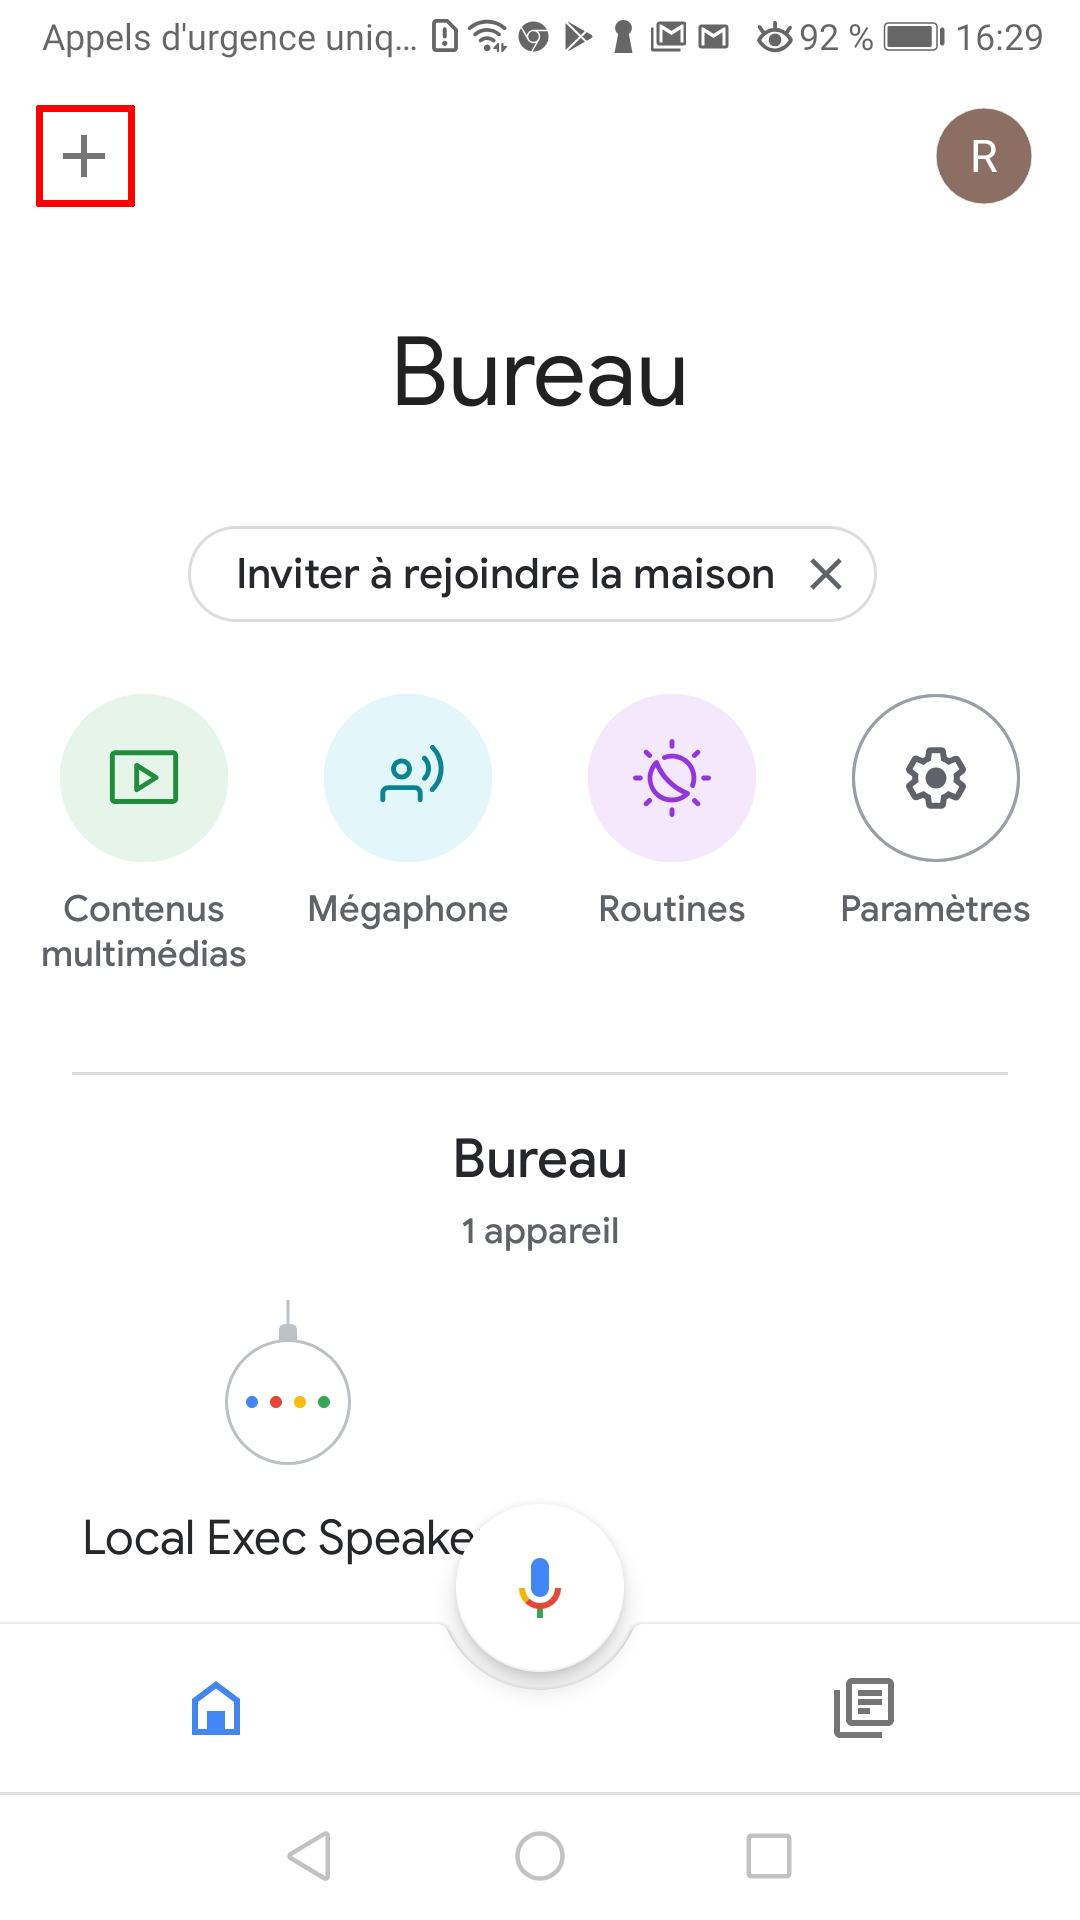 Appels d'urgence uniq... 92 % 16:29
R
Bureau
Inviter à rejoindre la maison
Contenus multimédias
Mégaphone
Routines
Paramètres
Bureau
1 appareil
Local Exec Speake